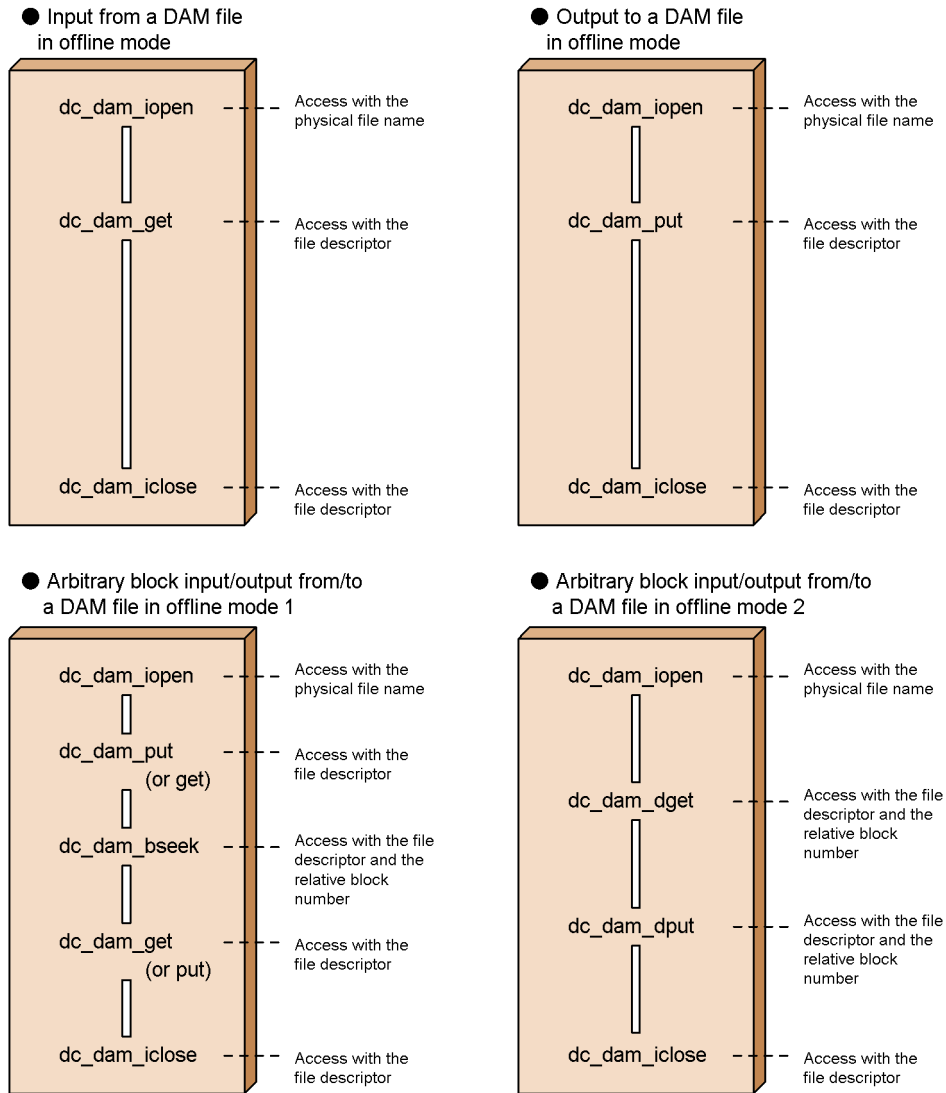 ● Input from a DAM file
in offline mode
dc_dam_iopen
Access with the
physical file name
dc_dam_get
Access with the
file descriptor
dc_dam_iclose
Access with the
file descriptor
● Output to a DAM file
in offline mode
dc_dam_iopen
Access with the
physical file name
dc_dam_put
Access with the
file descriptor
dc_dam_iclose
Access with the
file descriptor
● Arbitrary block input/output from/to
a DAM file in offline mode 1
dc_dam_iopen
Access with the
physical file name
dc_dam_put
(or get)
Access with the
file descriptor
dc_dam_bseek
Access with the file
descriptor and the
relative block
number
dc_dam_get
(or put)
Access with the
file descriptor
dc_dam_iclose
Access with the
file descriptor
● Arbitrary block input/output from/to
a DAM file in offline mode 2
dc_dam_iopen
Access with the
physical file name
dc_dam_dget
Access with the file
descriptor and the
relative block
number
dc_dam_dput
Access with the file
descriptor and the
relative block
number
dc_dam_iclose
Access with the
file descriptor